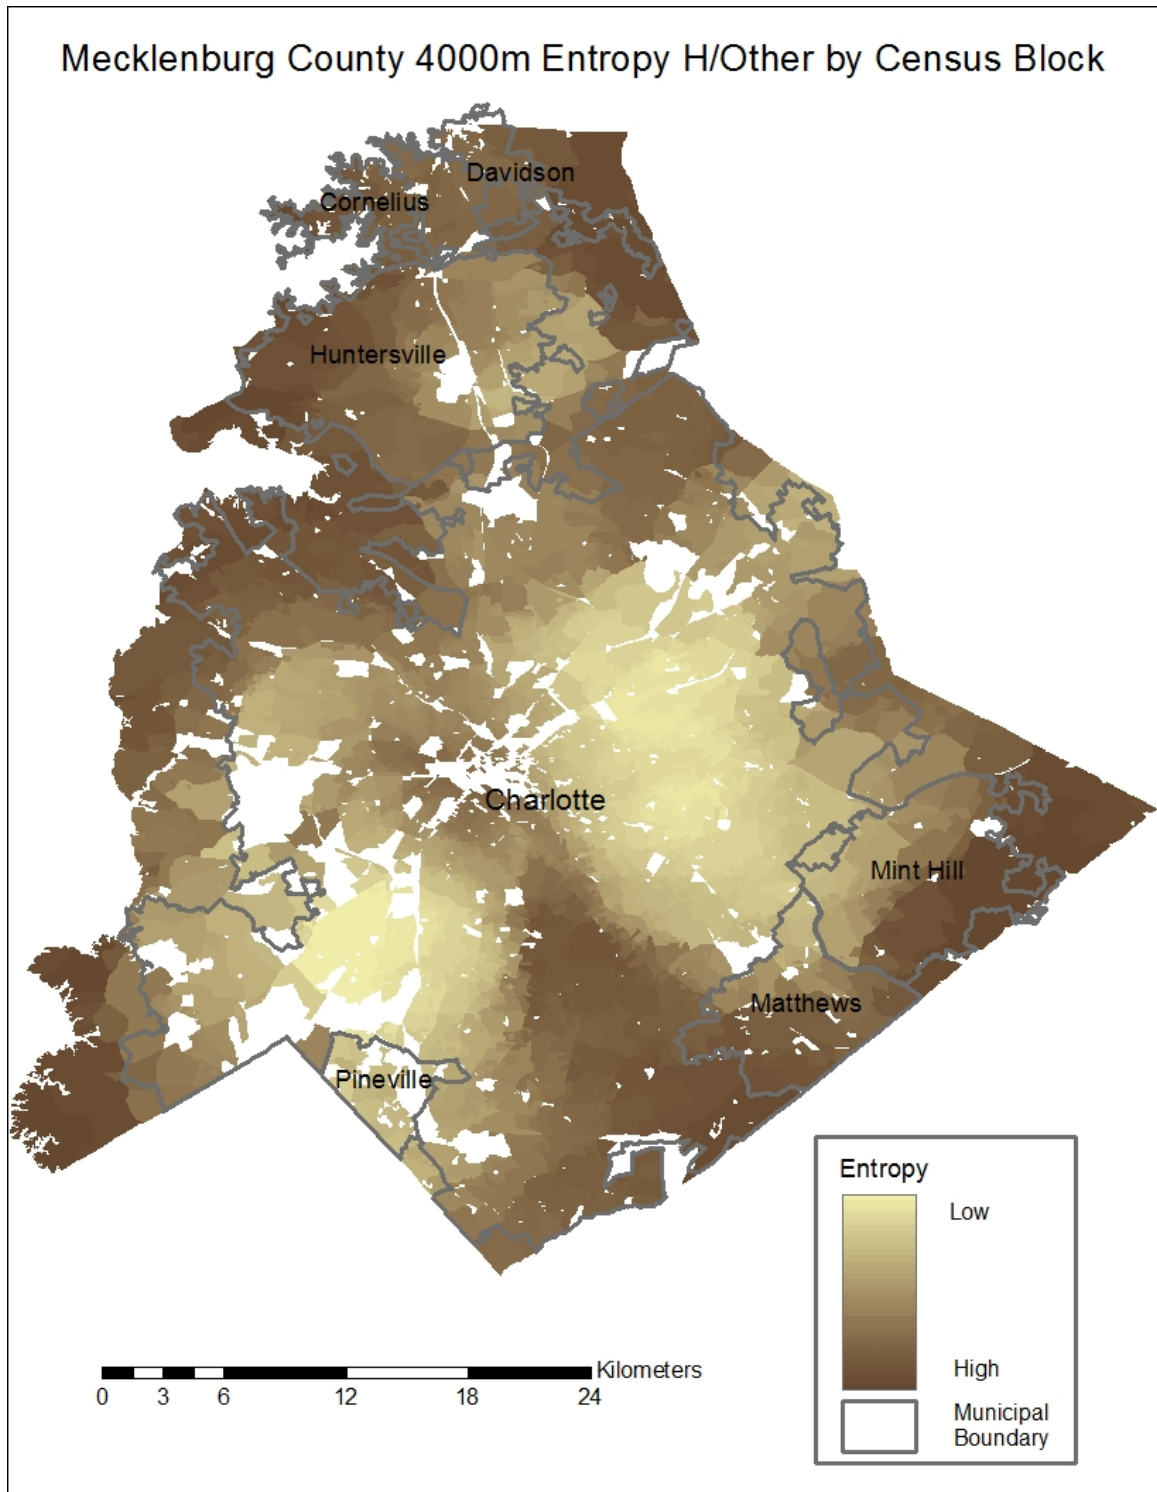 Mecklenburg County 4000m Entropy H/Other by Census Block
Davidson
Cornelius
Huntersville
Charlotte
Mint Hill
Matthews
Pineville
Entropy
Low
High
Municipal
Boundary
Kilometers
0 3 6 12 18 24